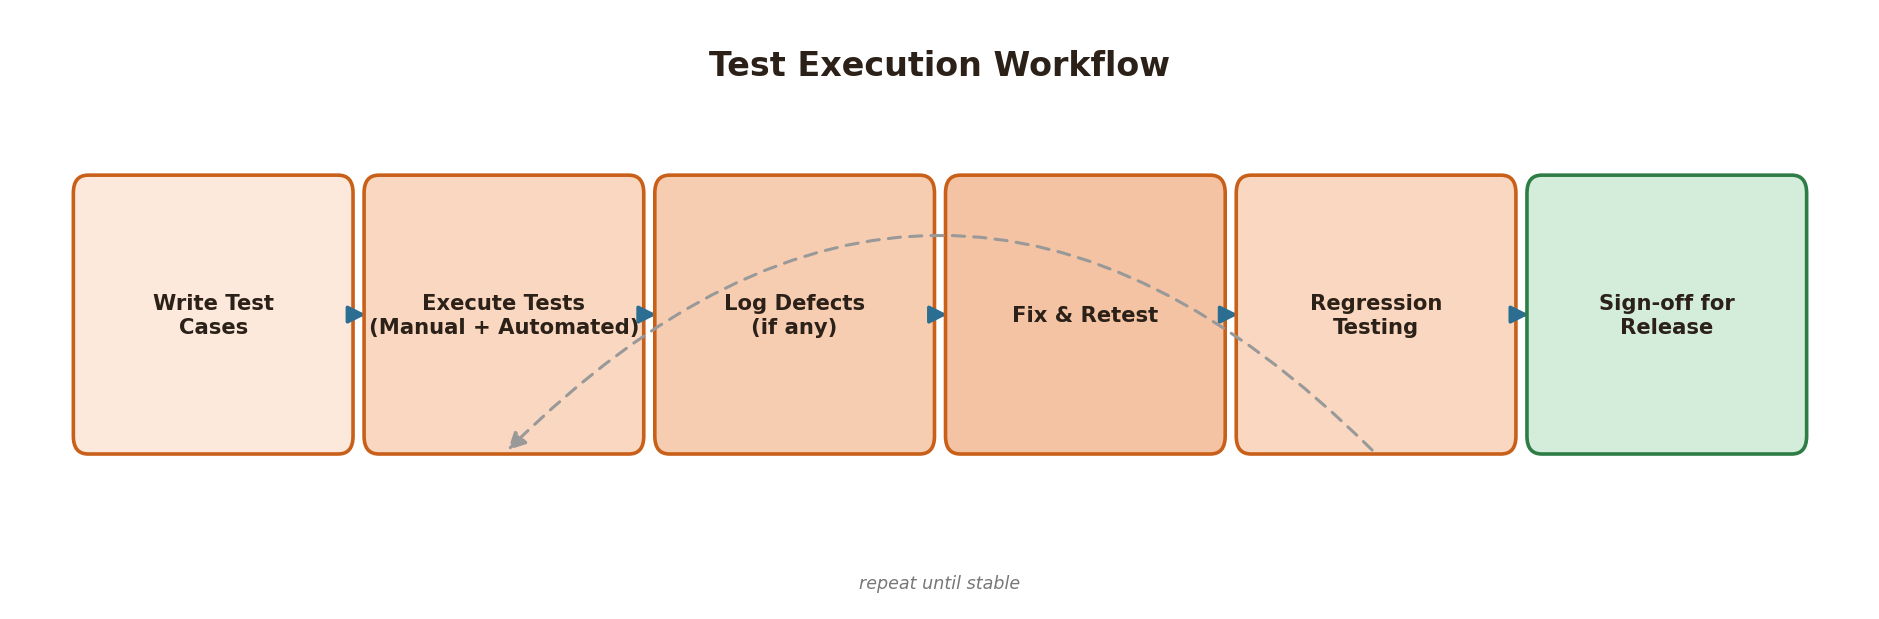 Test Execution Workflow
Write Test
Cases
Execute Tests
(Manual + Automated)
Log Defects
(if any)
Fix & Retest
Regression
Testing
Sign-off for
Release
repeat until stable